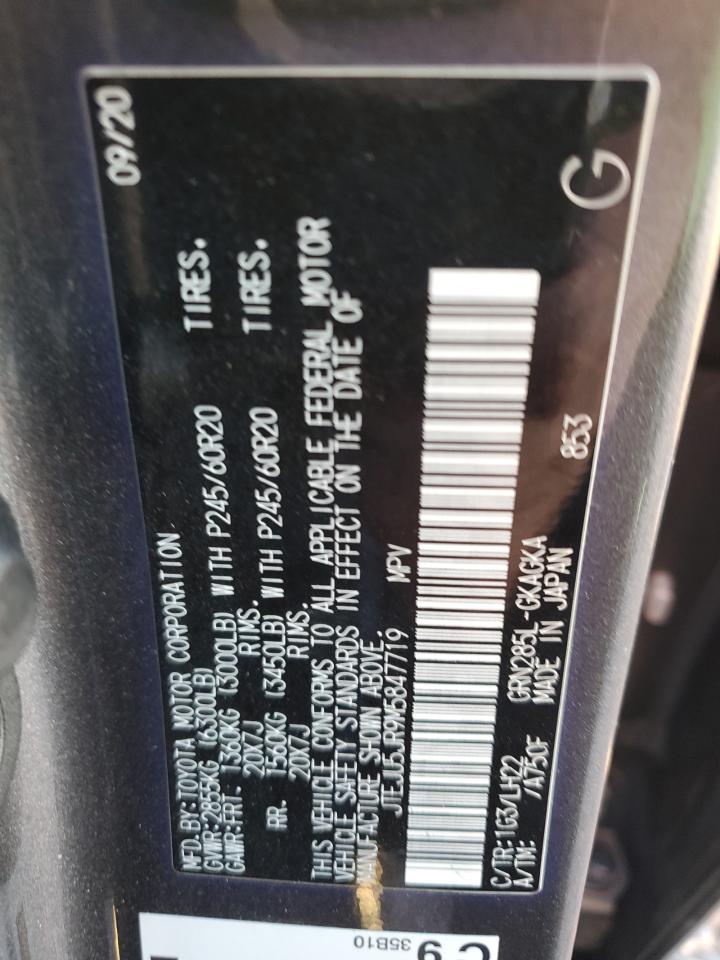 MFD.BY:TOYOTA MOTOR CORPORATION 09/20
GVWR:2855KG (6300LB)
GAWR:FRT. 1360KG (3000LB) WITH P245/60R20 TIRES.
20X7J RIMS.
RR. 1560KG (3450LB) WITH P245/60R20 TIRES.
20X7J RIMS.
THIS VEHICLE CONFORMS TO ALL APPLICABLE FEDERAL MOTOR
VEHICLE SAFETY STANDARDS IN EFFECT ON THE DATE OF
MANUFACTURE SHOWN ABOVE.
JTEJU5JR9M5847719 MPV
C/TR:1G3/LH22 GRN285L-GKAGKA 853 G
A/TM: /A750F MADE IN JAPAN
35B10